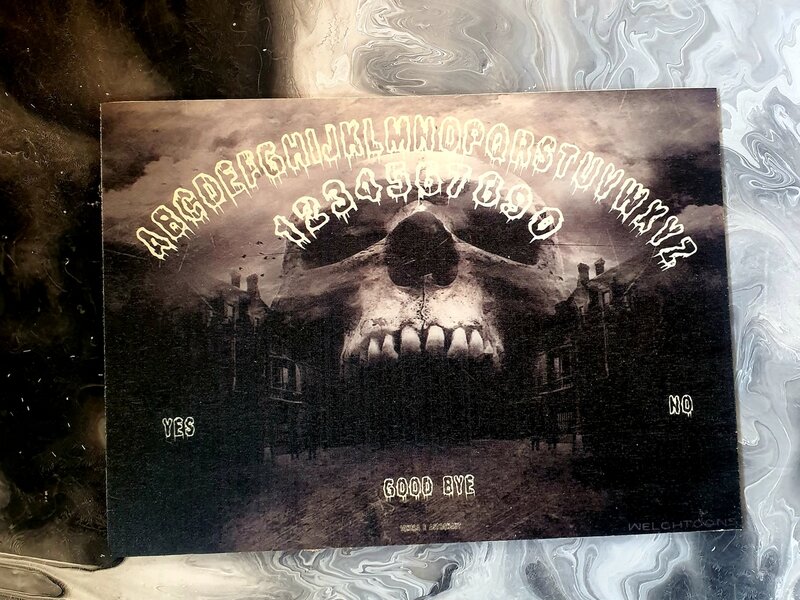 ABCDEFGHIJKLMNOPQRSTUVWXYZ
1234567890
YES
NO
GOOD BYE
WELCHTOONS